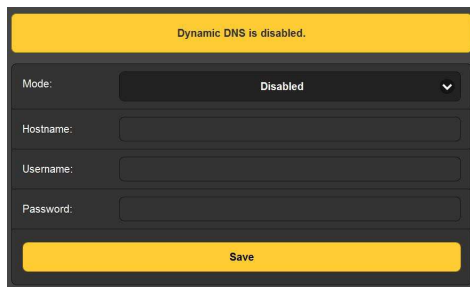 Dynamic DNS is disabled.
Mode:
Disabled
Hostname:
Username:
Password:
Save